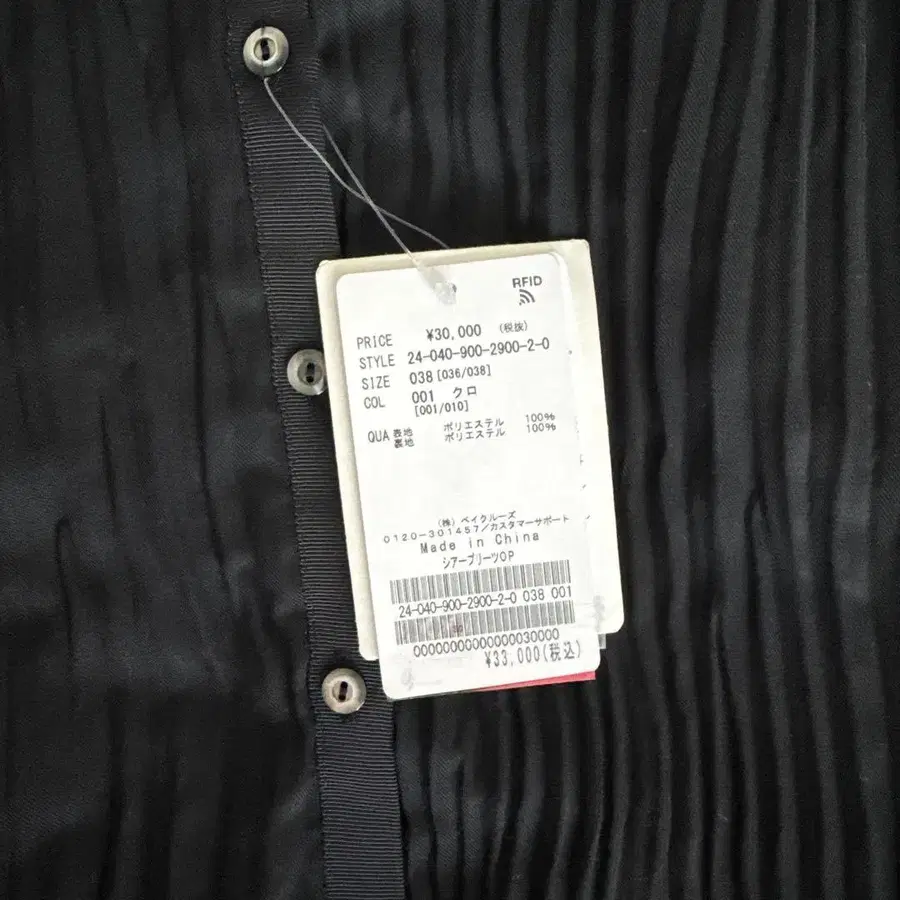 RFID
PRICE ¥30,000 (税抜)
STYLE 24-040-900-2900-2-0
SIZE 038[036/038]
COL 001 クロ
[001/010]
QUA 表地 ポリエステル 100%
裏地 ポリエステル 100%
(株) ベイクルーズ
0120-301457/カスタマーサポート
Made in China
シアープリーツOP
24-040-900-2900-2-0 038 001
00000000000000030000
¥33,000(税込)